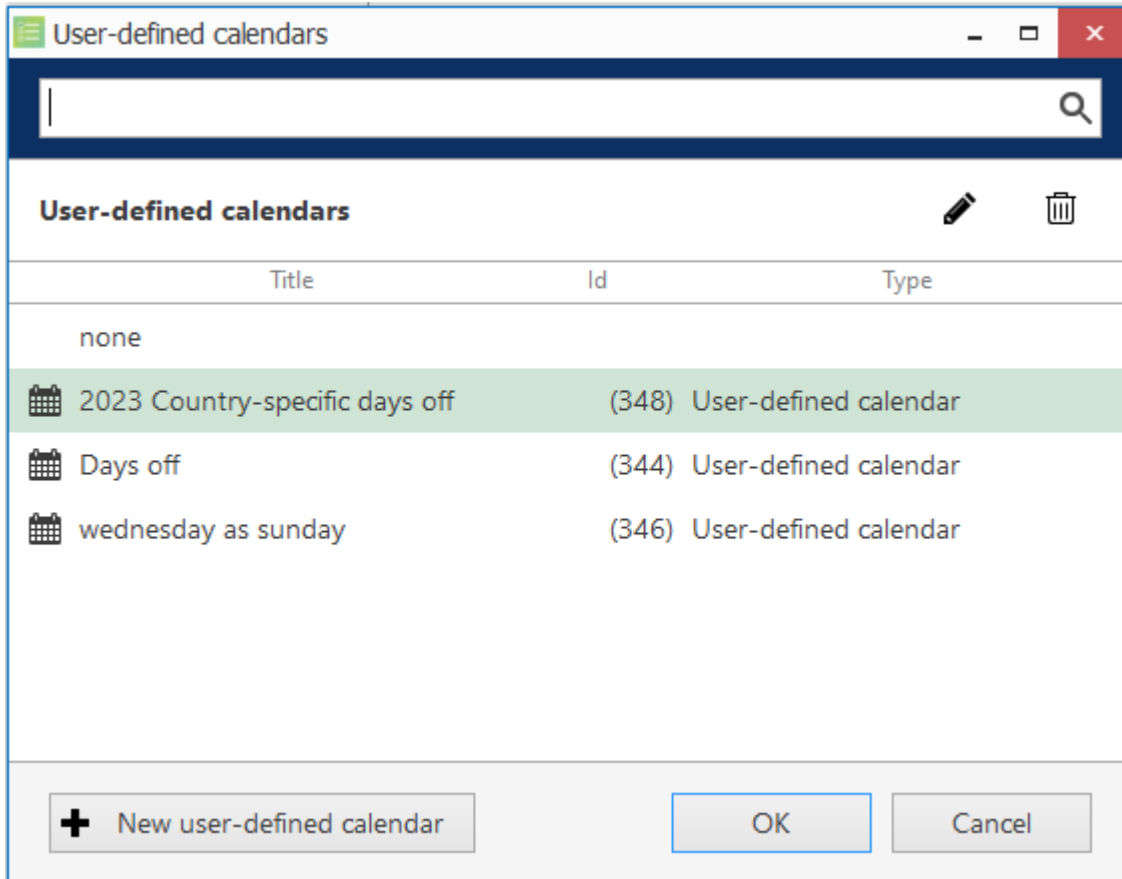 User-defined calendars
User-defined calendars
Title Id Type
none
2023 Country-specific days off (348) User-defined calendar
Days off (344) User-defined calendar
wednesday as sunday (346) User-defined calendar
New user-defined calendar OK Cancel